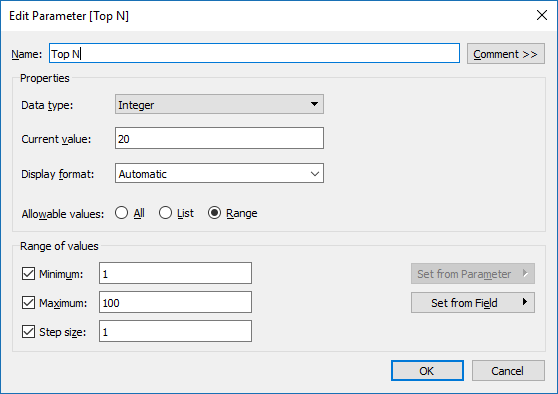 Edit Parameter [Top N]
Name: Top N Comment >>
Properties
Data type: Integer
Current value: 20
Display format: Automatic
Allowable values: All List Range
Range of values
Minimum: 1 Set from Parameter
Maximum: 100 Set from Field
Step size: 1
OK Cancel